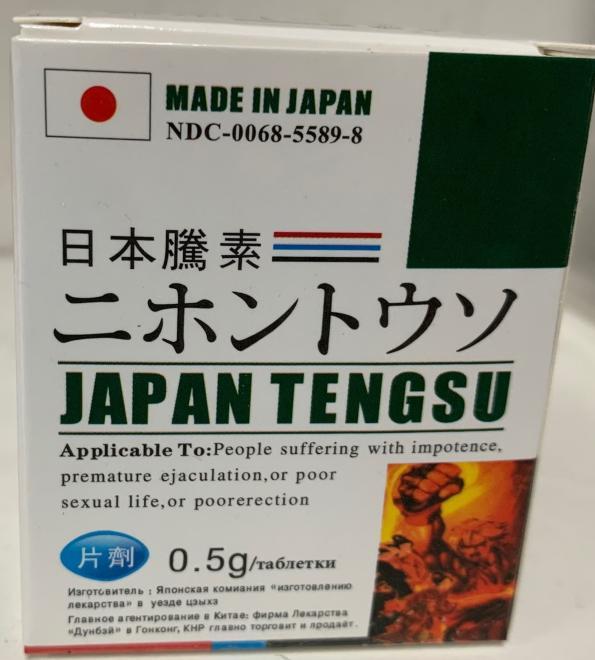 MADE IN JAPAN
NDC-0068-5589-8
日本騰素
ニホントウソ
JAPAN TENGSU
Applicable To:People suffering with impotence,
premature ejaculation,or poor
sexual life,or poorerection
片劑 0.5g/таблетки
Изготовитель : Японская комиания «изготовлению
лекарства» в уезде цзыха
Главное агентирование в Китае: фирма Лекарства
«Дунбэй» в Гонконг, КНР главно торговит и продаёт.